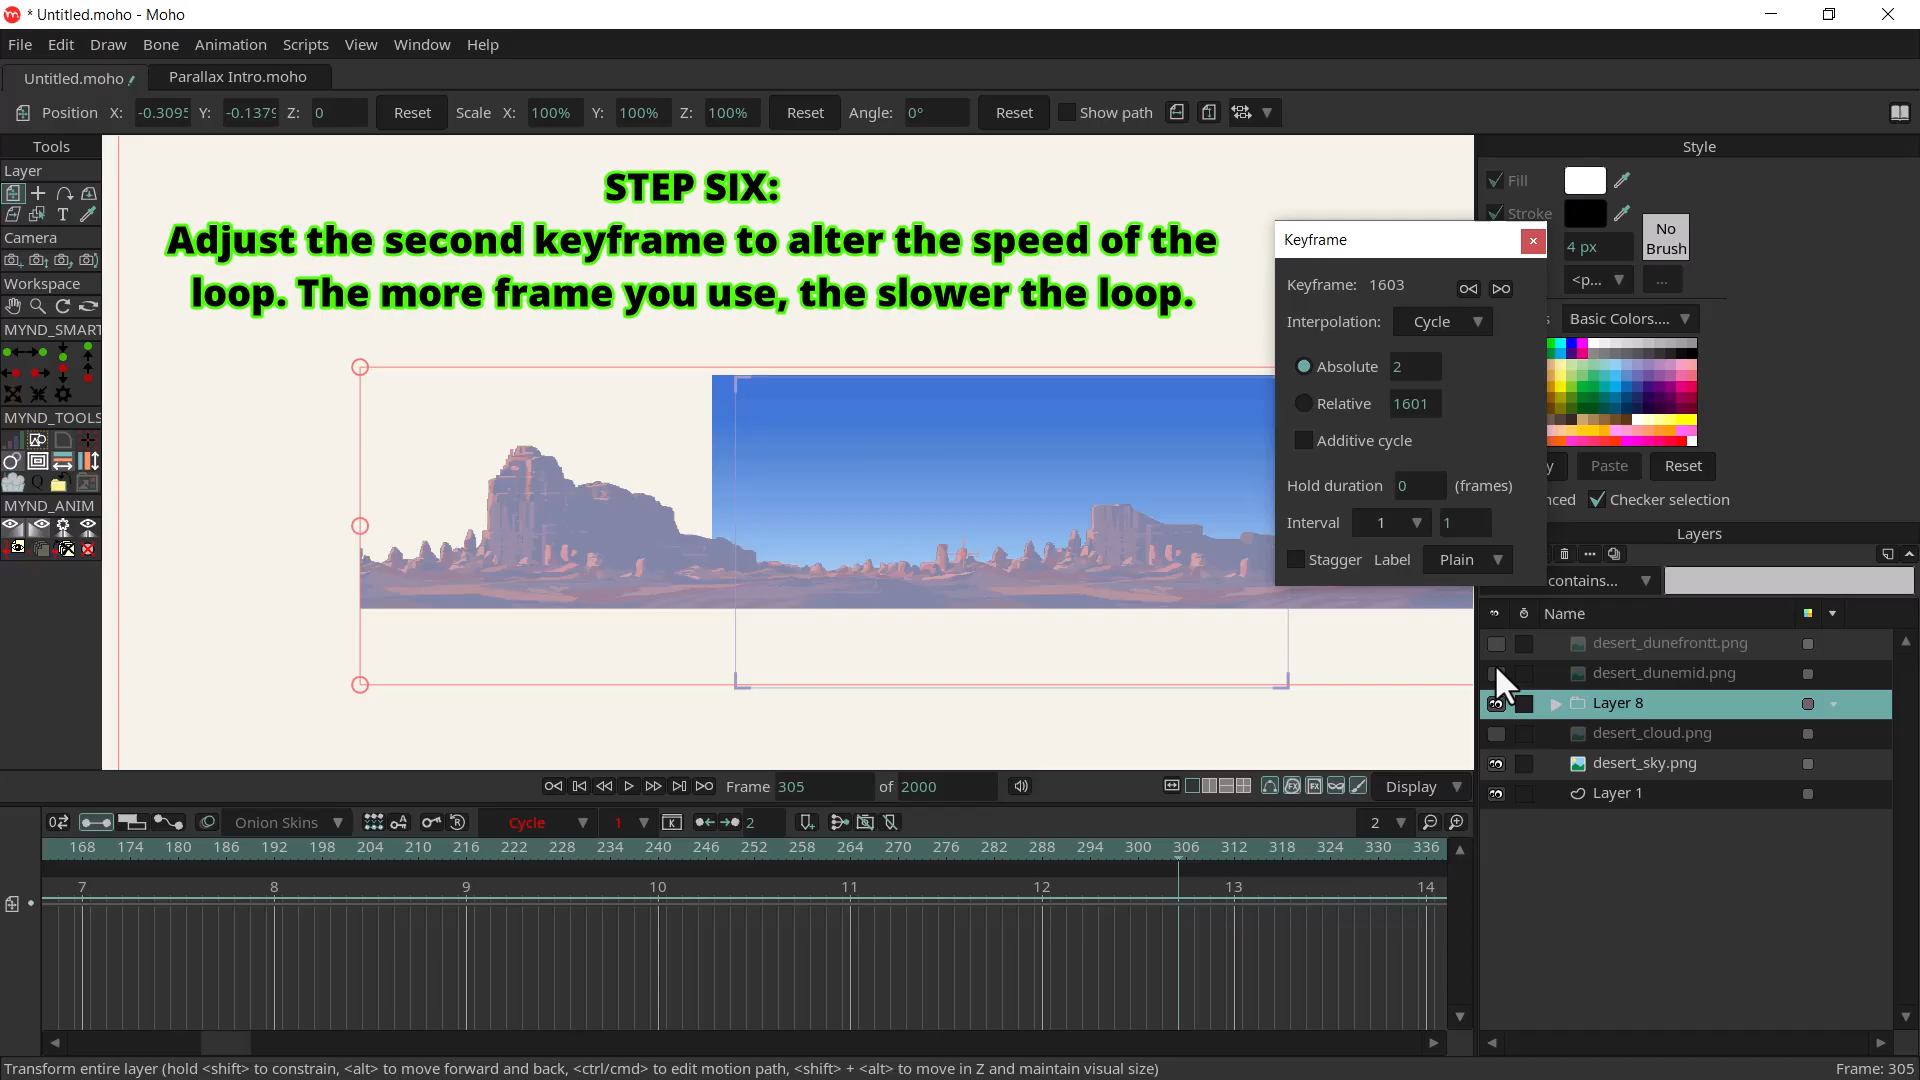 * Untitled.moho - Moho
File Edit Draw Bone Animation Scripts View Window Help
Untitled.moho Parallax Intro.moho
Position X: -0.3095 Y: -0.1379 Z: 0 Reset Scale X: 100% Y: 100% Z: 100% Reset Angle: 0° Reset Show path
Tools
Layer
Camera
Workspace
MYND_SMART
MYND_TOOLS
MYND_ANIM
STEP SIX:
Adjust the second keyframe to alter the speed of the
loop. The more frame you use, the slower the loop.
Keyframe
Keyframe: 1603
Interpolation: Cycle
Absolute 2
Relative 1601
Additive cycle
Hold duration 0 (frames)
Interval 1 1
Stagger Label Plain
Style
Fill
Stroke
No
Brush
4 px
<p... ...
Basic Colors....
Paste Reset
Checker selection
Layers
contains...
Name
desert_dunefrontt.png
desert_dunemid.png
Layer 8
desert_cloud.png
desert_sky.png
Layer 1
Frame 305 of 2000 Display
Onion Skins Cycle 1 2 2
168 174 180 186 192 198 204 210 216 222 228 234 240 246 252 258 264 270 276 282 288 294 300 306 312 318 324 330 336
7 8 9 10 11 12 13 14
Transform entire layer (hold <shift> to constrain, <alt> to move forward and back, <ctrl/cmd> to edit motion path, <shift> + <alt> to move in Z and maintain visual size)
Frame: 305